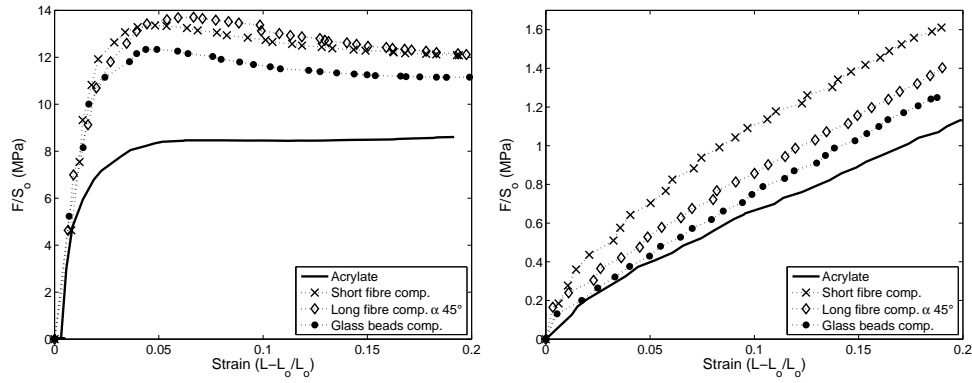 14
12
10
8
6
4
2
0
F/S_o (MPa)
0
0.05
0.1
0.15
0.2
Strain (L−L_o/L_o)
Acrylate
Short fibre comp.
Long fibre comp. α 45°
Glass beads comp.
1.6
1.4
1.2
1
0.8
0.6
0.4
0.2
0
F/S_o (MPa)
0
0.05
0.1
0.15
0.2
Strain (L−L_o/L_o)
Acrylate
Short fibre comp.
Long fibre comp. α 45°
Glass beads comp.